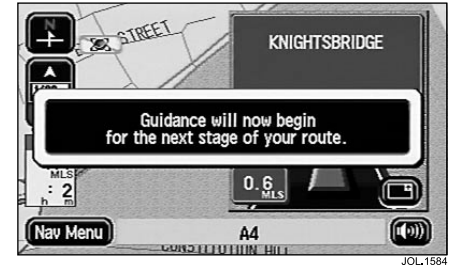 N
STREET
KNIGHTSBRIDGE
Guidance will now begin
for the next stage of your route.
MLS
: 2
h m
0.6 MLS
Nav Menu
A4
CONSTITUTION HILL
JOL.1584